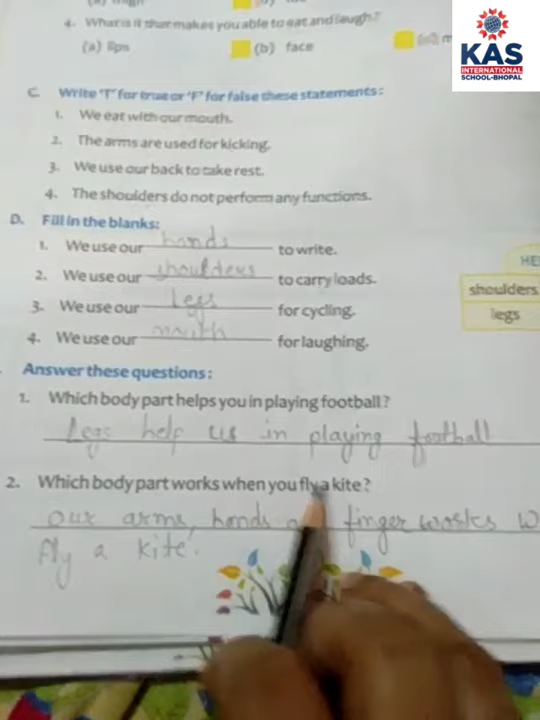 4. What is it that makes you able to eat and laugh?
(a) lips (b) face
KAS
INTERNATIONAL
SCHOOL-BHOPAL
C. Write 'T' for true or 'F' for false these statements:
1. We eat with our mouth.
2. The arms are used for kicking.
3. We use our back to take rest.
4. The shoulders do not perform any functions.
D. Fill in the blanks:
1. We use our hands to write.
2. We use our shoulders to carry loads.
3. We use our legs for cycling.
4. We use our mouth for laughing.
HE
shoulders
legs
Answer these questions:
1. Which body part helps you in playing football?
Legs help us in playing football
2. Which body part works when you fly a kite?
our arms, hands finger works w
fly a kite.